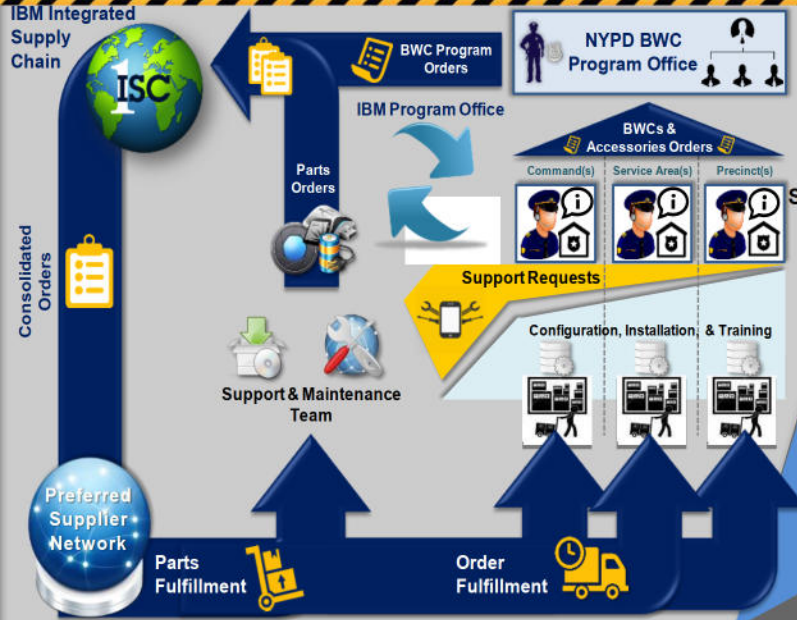 IBM Integrated
Supply
Chain
1
ISC
BWC Program
Orders
NYPD BWC
Program Office
IBM Program Office
BWCs &
Accessories Orders
Parts
Orders
Command(s)
Service Area(s)
Precinct(s)
S
Consolidated
Orders
Support Requests
Configuration, Installation, & Training
Support & Maintenance
Team
Preferred
Supplier
Network
Parts
Fulfillment
Order
Fulfillment